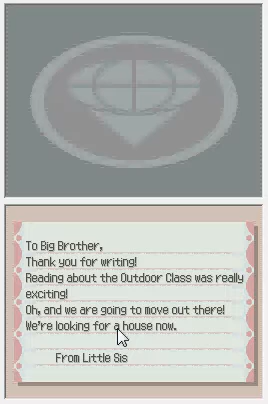 To Big Brother,
Thank you for writing!
Reading about the Outdoor Class was really
exciting!
Oh, and we are going to move out there!
We're looking for a house now.
From Little Sis